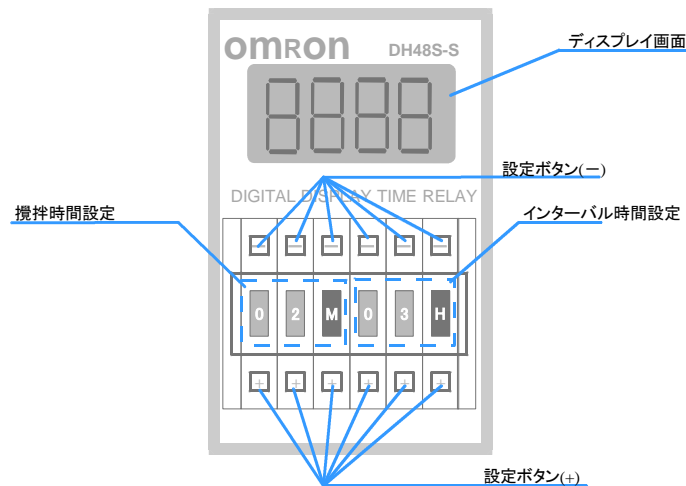 omRon DH48S-S
ディスプレイ画面
8888
設定ボタン(－)
DIGITAL DISPLAY TIME RELAY
攪拌時間設定
インターバル時間設定
－ － － － － －
0 2 M 0 3 H
+ + + + + +
設定ボタン(+)